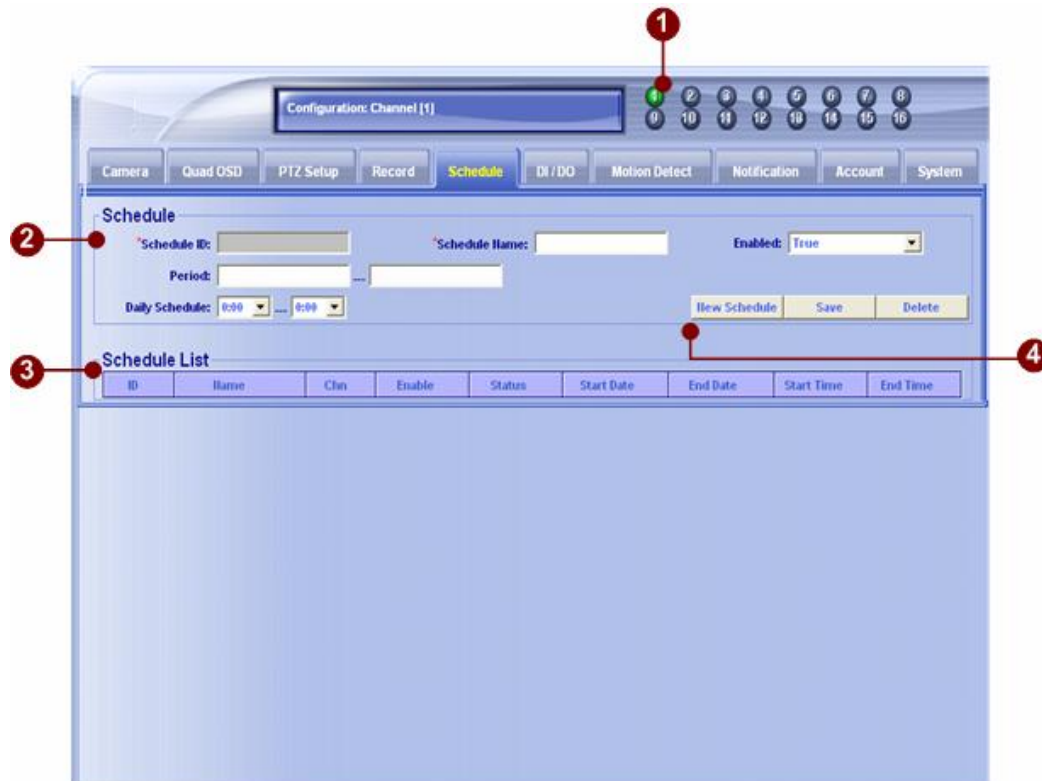 1
Configuration: Channel [1]
1 2 3 4 5 6 7 8
9 10 11 12 13 14 15 16
Camera Quad OSD PTZ Setup Record Schedule DI / DO Motion Detect Notification Account System
Schedule
2
*Schedule ID: *Schedule Name: Enabled: True
Period: ...
Daily Schedule: 0:00 ... 0:00 New Schedule Save Delete
4
Schedule List
3
ID Name Chn Enable Status Start Date End Date Start Time End Time